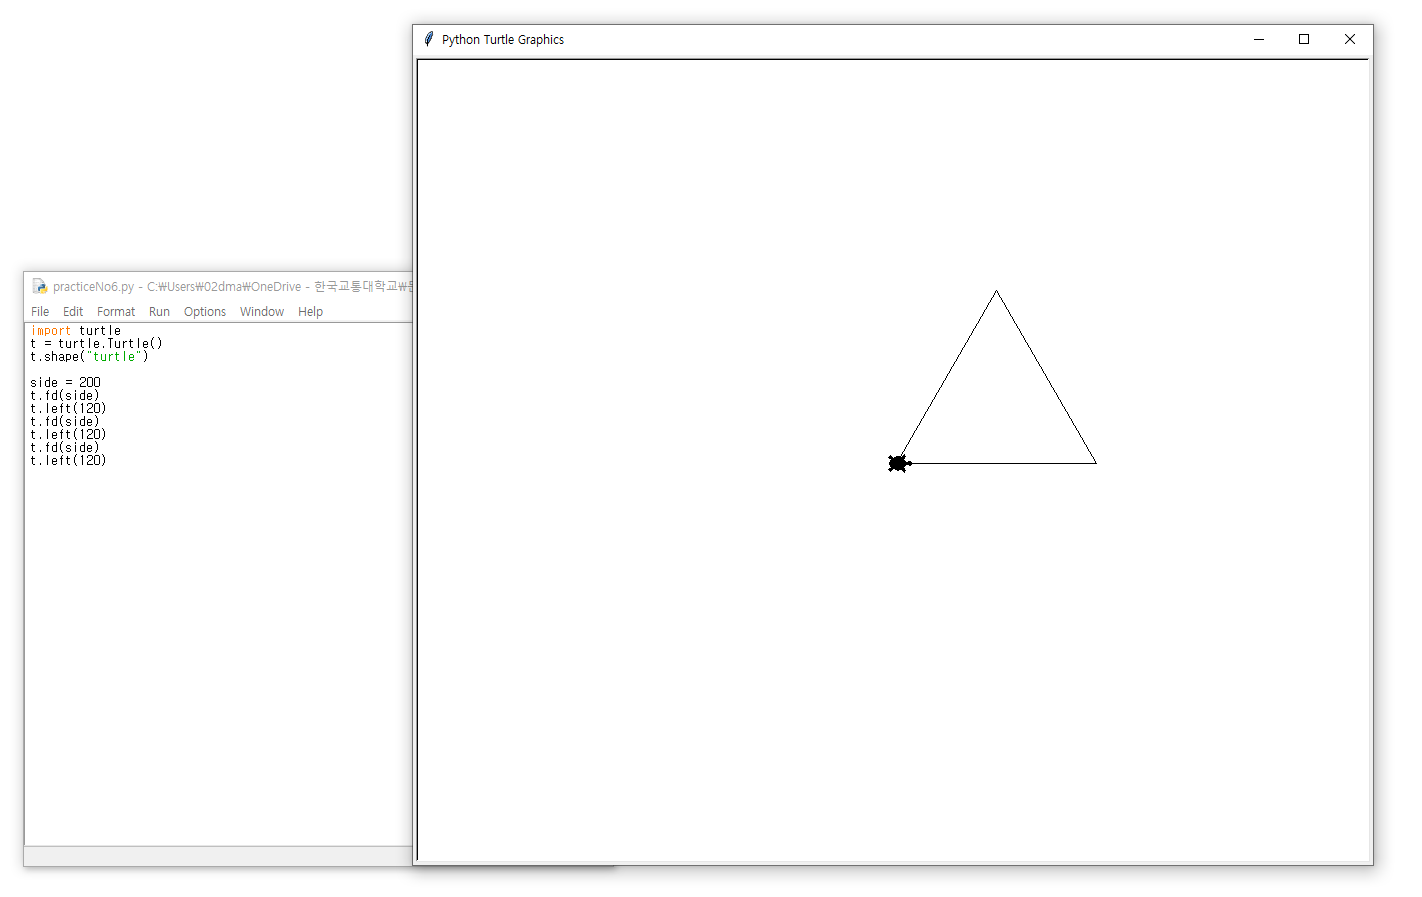 Python Turtle Graphics
practiceNo6.py - C:₩Users₩02dma₩OneDrive - 한국교통대학교₩
File Edit Format Run Options Window Help
import turtle
t = turtle.Turtle()
t.shape("turtle")
side = 200
t.fd(side)
t.left(120)
t.fd(side)
t.left(120)
t.fd(side)
t.left(120)